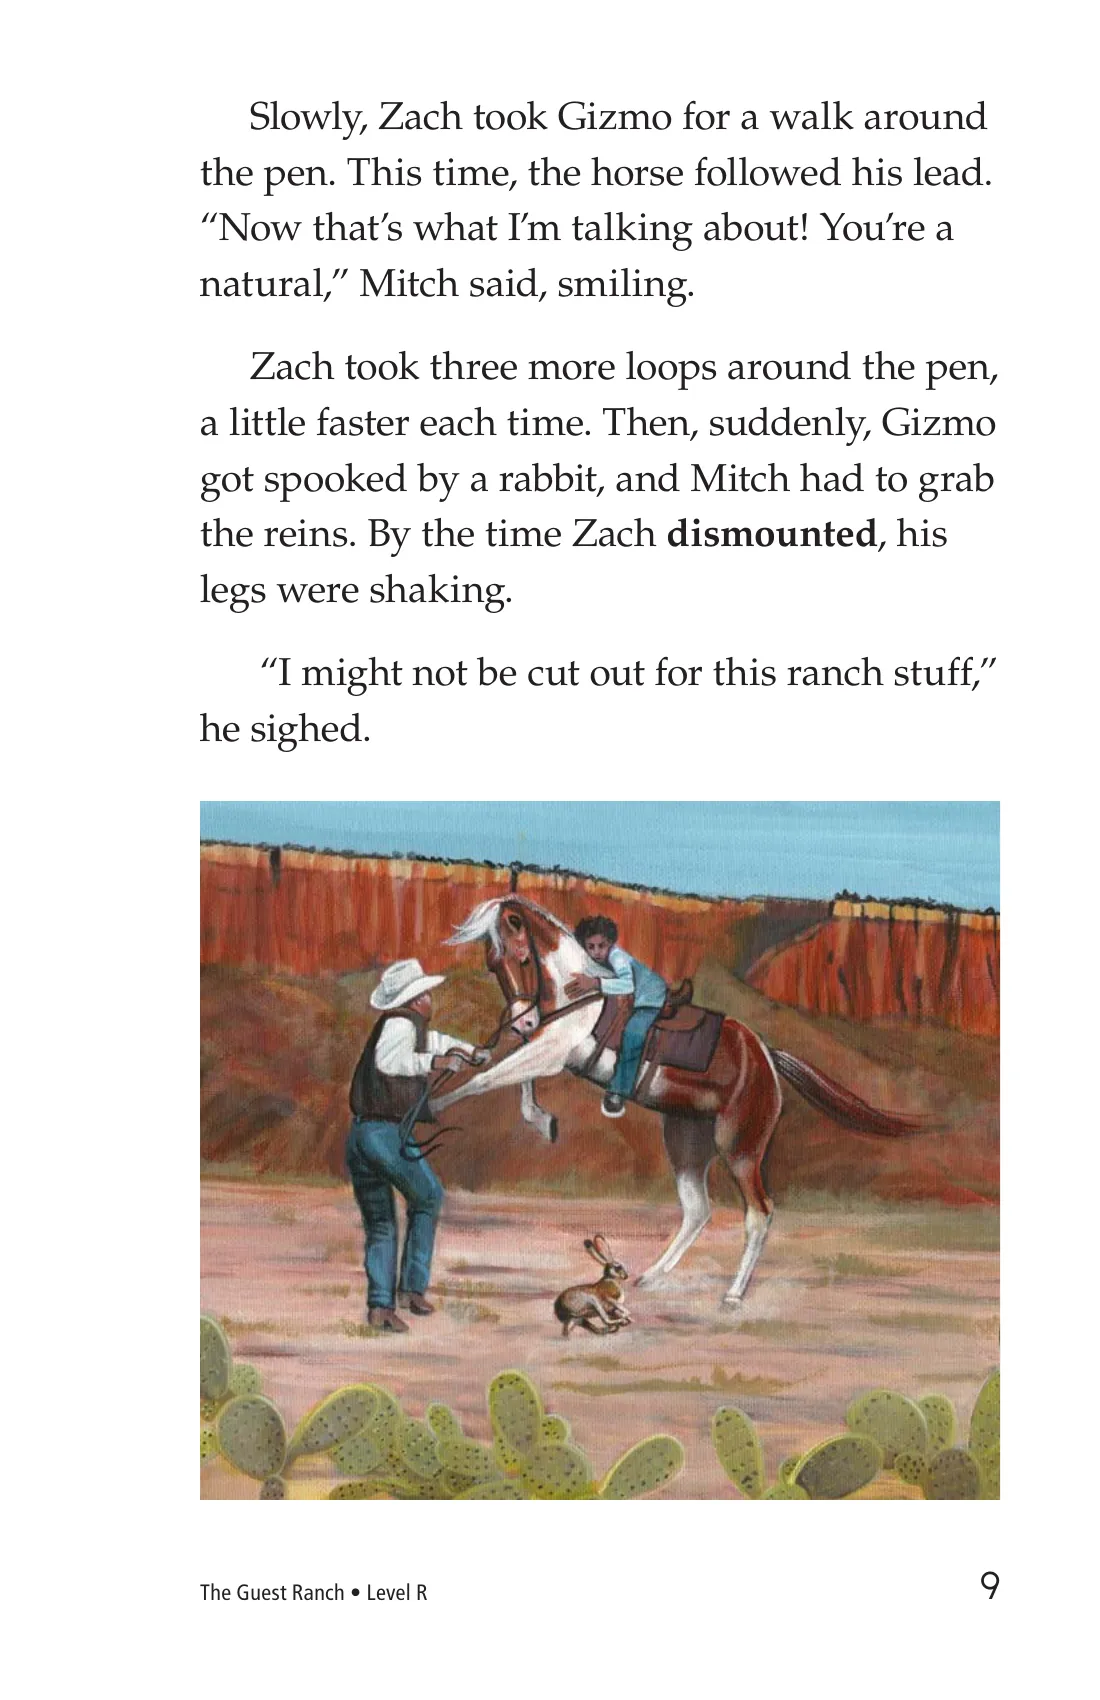 Slowly, Zach took Gizmo for a walk around
the pen. This time, the horse followed his lead.
“Now that’s what I’m talking about! You’re a
natural,” Mitch said, smiling.
Zach took three more loops around the pen,
a little faster each time. Then, suddenly, Gizmo
got spooked by a rabbit, and Mitch had to grab
the reins. By the time Zach dismounted, his
legs were shaking.
“I might not be cut out for this ranch stuff,”
he sighed.
The Guest Ranch • Level R
9